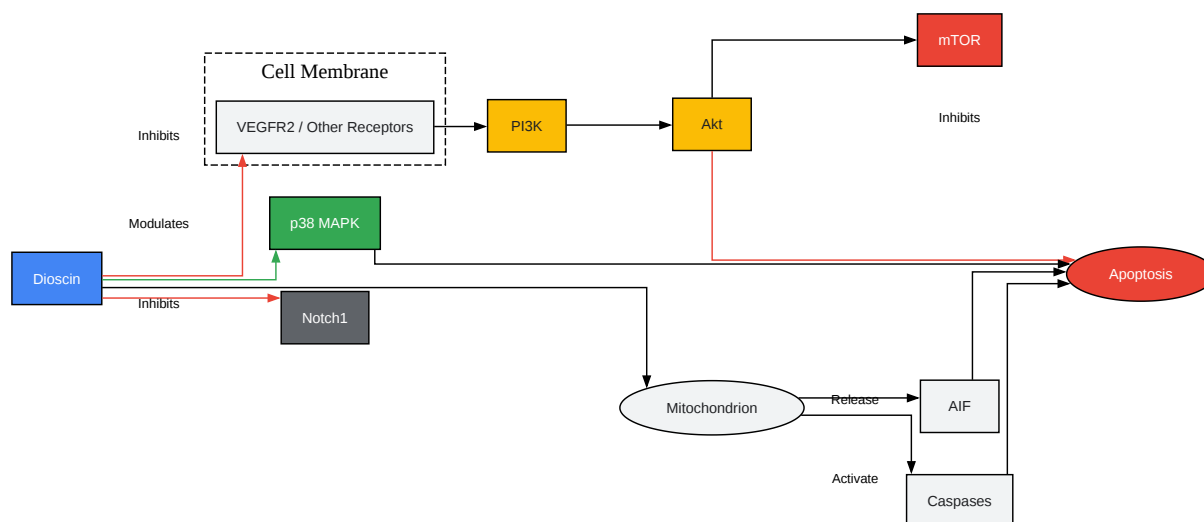 mTOR
Cell Membrane
Inhibits
VEGFR2 / Other Receptors
PI3K
Akt
Inhibits
Modulates
p38 MAPK
Dioscin
Apoptosis
Inhibits
Notch1
Mitochondrion
Release
AIF
Activate
Caspases